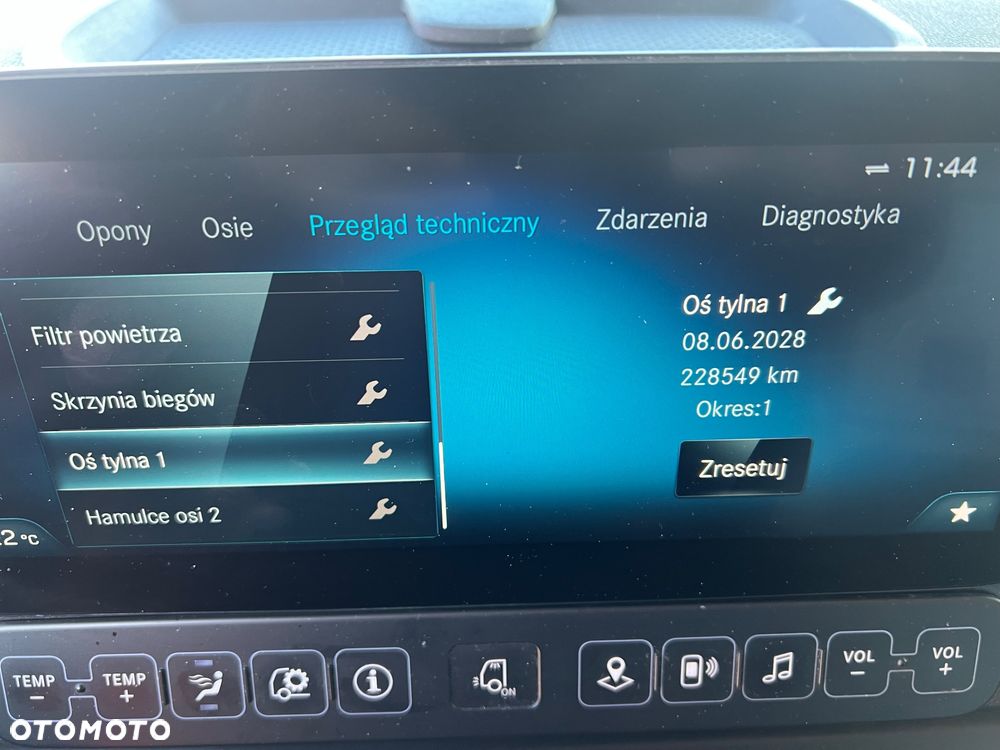 11:44
Opony
Osie
Przegląd techniczny
Zdarzenia
Diagnostyka
Filtr powietrza
Skrzynia biegów
Oś tylna 1
Hamulce osi 2
Oś tylna 1
08.06.2028
228549 km
Okres:1
Zresetuj
2 °C
TEMP
−
TEMP
+
ON
VOL
−
VOL
+
OTOMOTO